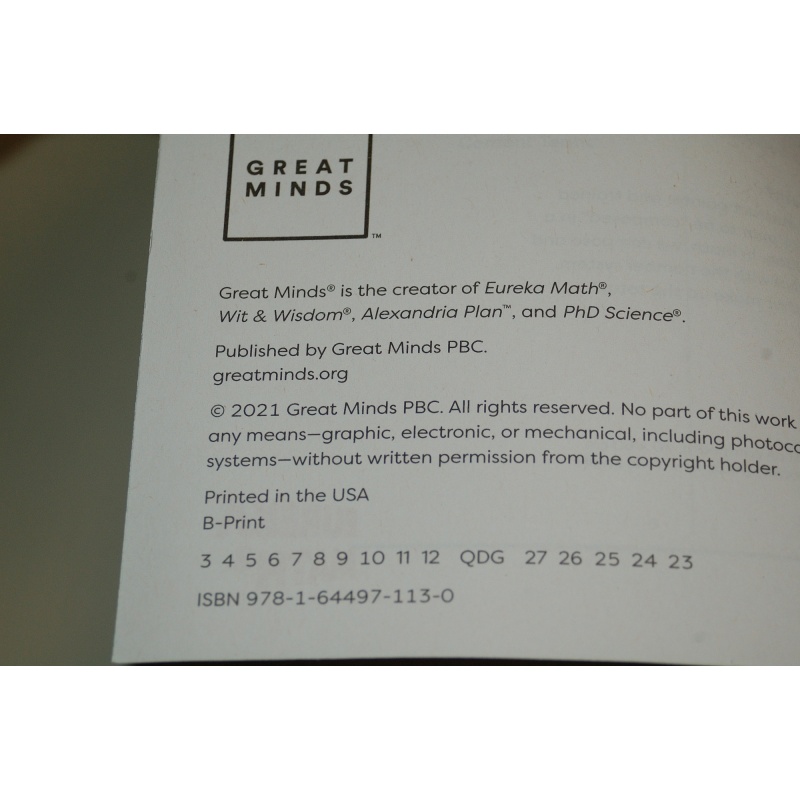 GREAT
MINDS
™
Great Minds® is the creator of Eureka Math®,
Wit & Wisdom®, Alexandria Plan™, and PhD Science®.
Published by Great Minds PBC.
greatminds.org
© 2021 Great Minds PBC. All rights reserved. No part of this work
any means—graphic, electronic, or mechanical, including photoco
systems—without written permission from the copyright holder.
Printed in the USA
B-Print
3 4 5 6 7 8 9 10 11 12 QDG 27 26 25 24 23
ISBN 978-1-64497-113-0